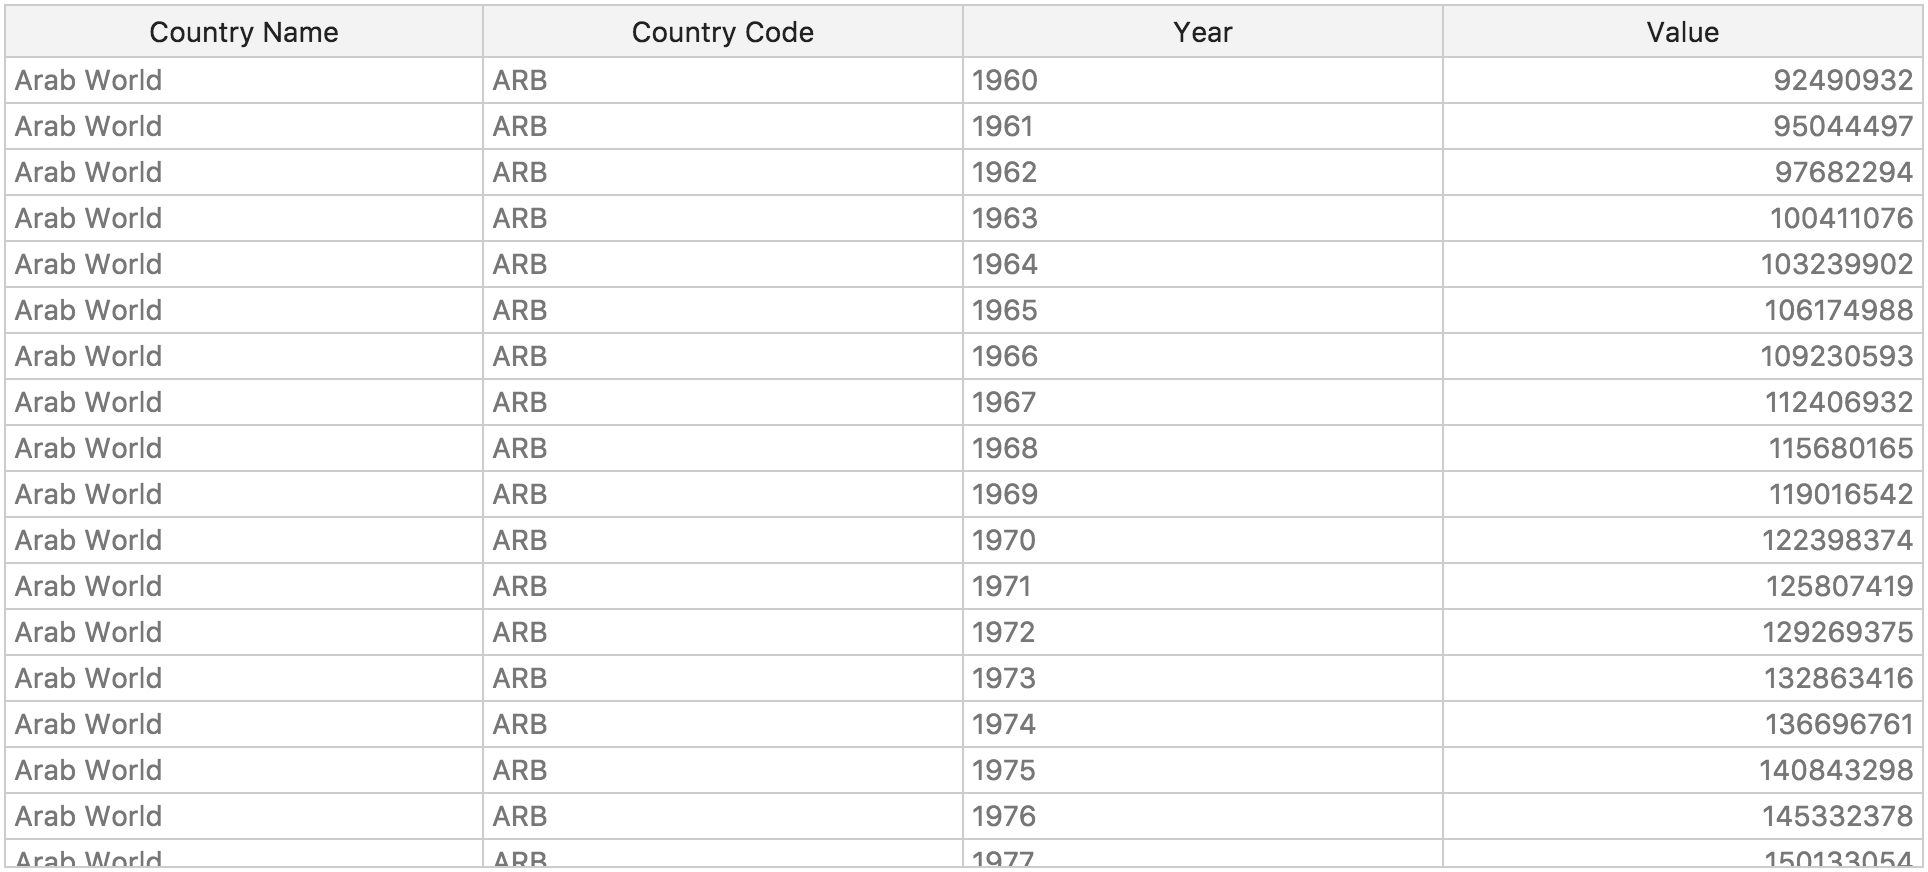 Country Name Country Code Year Value
Arab World ARB 1960 92490932
Arab World ARB 1961 95044497
Arab World ARB 1962 97682294
Arab World ARB 1963 100411076
Arab World ARB 1964 103239902
Arab World ARB 1965 106174988
Arab World ARB 1966 109230593
Arab World ARB 1967 112406932
Arab World ARB 1968 115680165
Arab World ARB 1969 119016542
Arab World ARB 1970 122398374
Arab World ARB 1971 125807419
Arab World ARB 1972 129269375
Arab World ARB 1973 132863416
Arab World ARB 1974 136696761
Arab World ARB 1975 140843298
Arab World ARB 1976 145332378
Arab World ARB 1977 150133054